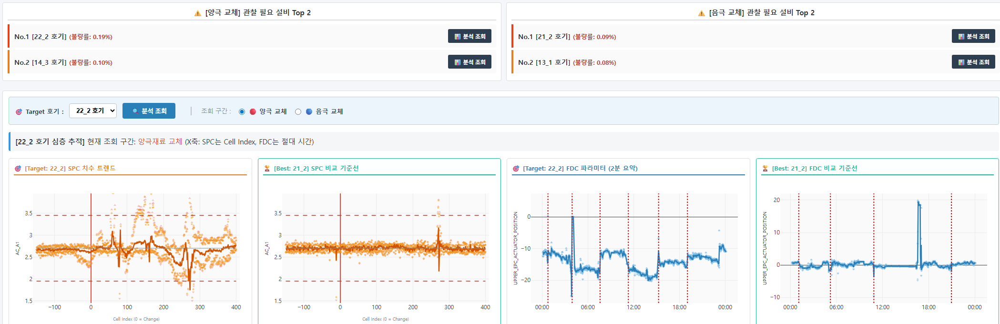 ⚠️ [양극 교체] 관찰 필요 설비 Top 2
No.1 [22_2 호기] (불량률: 0.19%)
📊 분석 조회
No.2 [14_3 호기] (불량률: 0.10%)
📊 분석 조회
⚠️ [음극 교체] 관찰 필요 설비 Top 2
No.1 [21_2 호기] (불량률: 0.09%)
📊 분석 조회
No.2 [13_1 호기] (불량률: 0.08%)
📊 분석 조회
🎯 Target 호기 : 22_2 호기 🔍 분석 조회 | 조회 구간 : 🔴 양극 교체 🔵 음극 교체
[22_2 호기 심층 추적] 현재 조회 구간: 양극재료 교체 (X축: SPC는 Cell Index, FDC는 절대 시간)
🎯 [Target: 22_2] SPC 치수 트렌드
AC_A1
3.5
3
2.5
2
1.5
−100 0 100 200 300 400
Cell Index (0 = Change)
🏆 [Best: 21_2] SPC 비교 기준선
AC_A1
3.5
3
2.5
2
1.5
−100 0 100 200 300 400
Cell Index (0 = Change)
🎯 [Target: 22_2] FDC 파라미터 (2분 요약)
UPPER_EPC_ACTUATOR_POSITION
0
−10
−20
00:00 06:00 12:00 18:00 00:00
🏆 [Best: 21_2] FDC 비교 기준선
UPPER_EPC_ACTUATOR_POSITION
20
10
0
−10
00:00 06:00 12:00 18:00 00:00